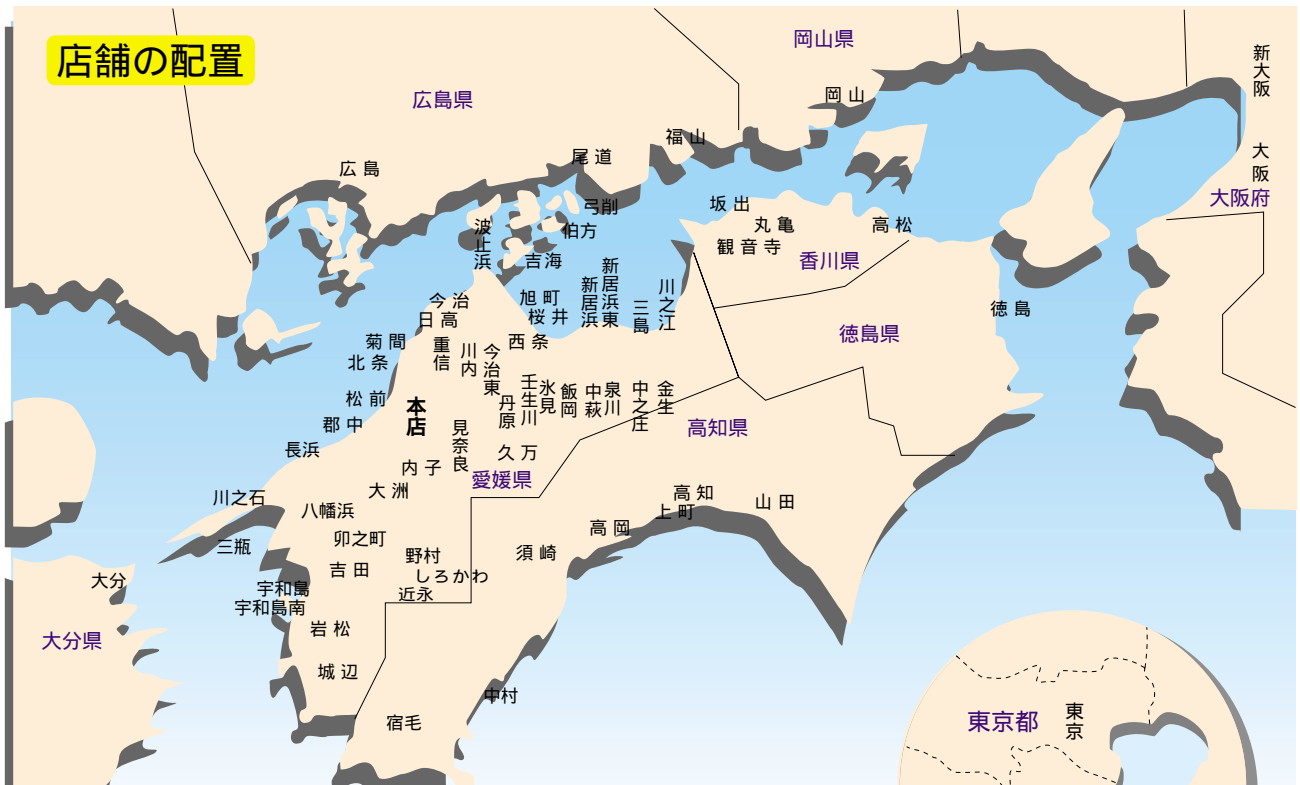 店舗の配置
岡山県
新大阪
広島県
岡山
福山
尾道
大阪
広島
大阪府
坂出
弓削
波止浜
丸亀
高松
伯方
観音寺
吉海
香川県
新居浜東
新居浜
川之江
三島
旭町
今治
徳島
桜井
日高
徳島県
菊間
重信
川内
今治東
西条
北条
壬生川
氷見
飯岡
中萩
泉川
中之庄
金生
丹原
松前
本店
郡中
見奈良
高知県
長浜
久万
内子
愛媛県
大洲
川之石
高知
山田
八幡浜
上町
高岡
卯之町
三瓶
野村
須崎
吉田
しろかわ
大分
宇和島
近永
宇和島南
岩松
大分県
城辺
中村
宿毛
東京都
東京